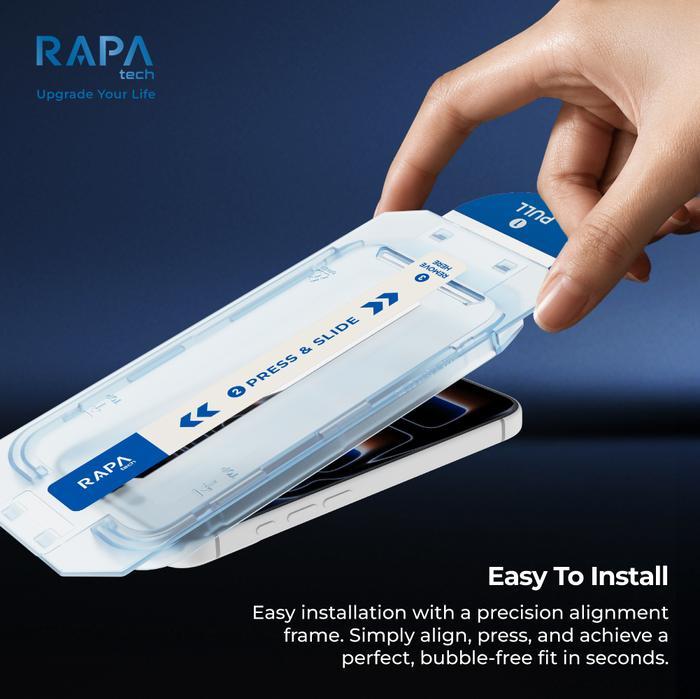 RAPA
tech
Upgrade Your Life
1
PULL
3 REMOVE
HERE
2 PRESS & SLIDE
RAPA
tech
Easy To Install
Easy installation with a precision alignment
frame. Simply align, press, and achieve a
perfect, bubble-free fit in seconds.